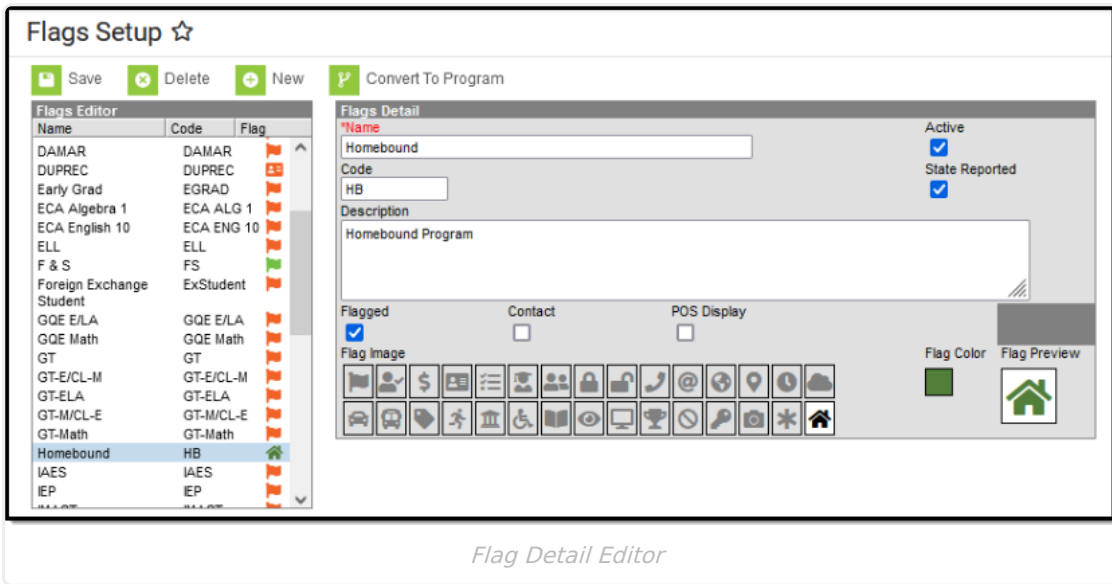 Flags Setup
Save Delete New Convert To Program
Flags Editor
Name Code Flag
DAMAR DAMAR
DUPREC DUPREC
Early Grad EGRAD
ECA Algebra 1 ECA ALG 1
ECA English 10 ECA ENG 10
ELL ELL
F & S FS
Foreign Exchange ExStudent
Student
GQE E/LA GQE E/LA
GQE Math GQE Math
GT GT
GT-E/CL-M GT-E/CL-M
GT-ELA GT-ELA
GT-M/CL-E GT-M/CL-E
GT-Math GT-Math
Homebound HB
IAES IAES
IEP IEP
Flags Detail
*Name Active
Homebound
Code State Reported
HB
Description
Homebound Program
Flagged Contact POS Display
Flag Image Flag Color Flag Preview
Flag Detail Editor